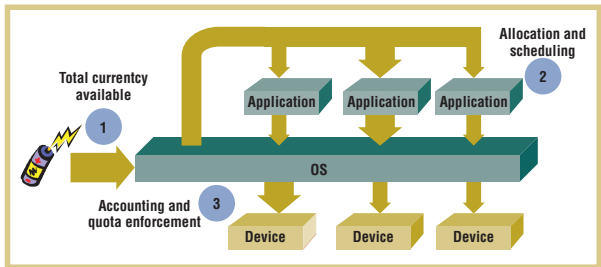 Allocation and
scheduling
2
Total currentcy
available
1
Application
Application
Application
OS
Accounting and
quota enforcement
3
Device
Device
Device